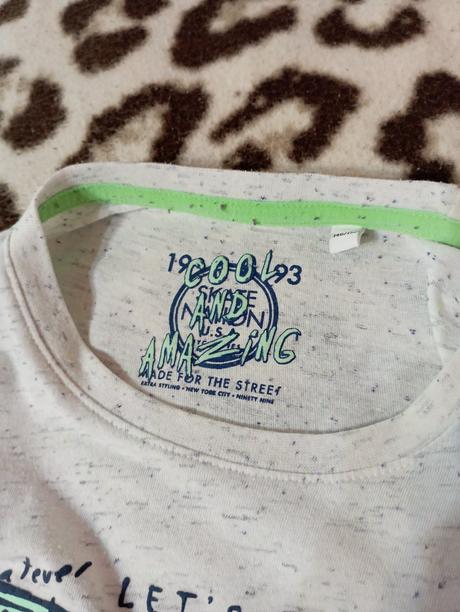 19 93
COOL
SKATE
AND
NATION
U.S.
AMAZING
MADE FOR THE STREET
EXTRA STYLING • NEW YORK CITY • NINETY NINE
LET'S